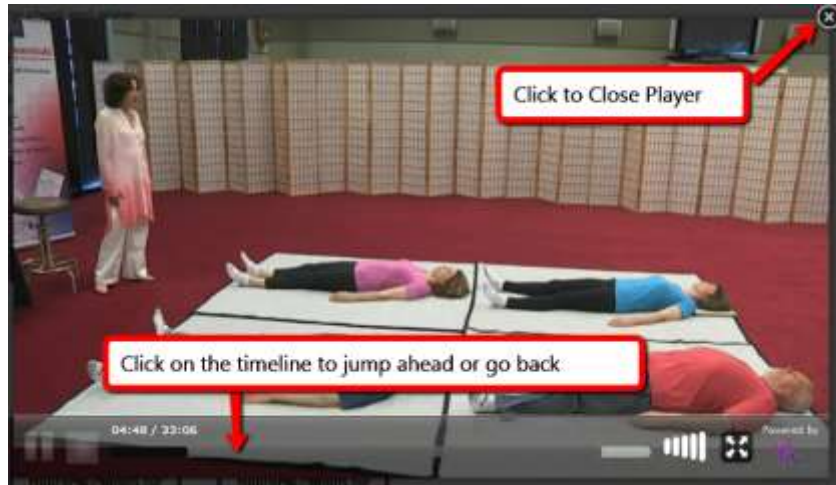 Click to Close Player
Click on the timeline to jump ahead or go back
04:48 / 33:06
Powered by